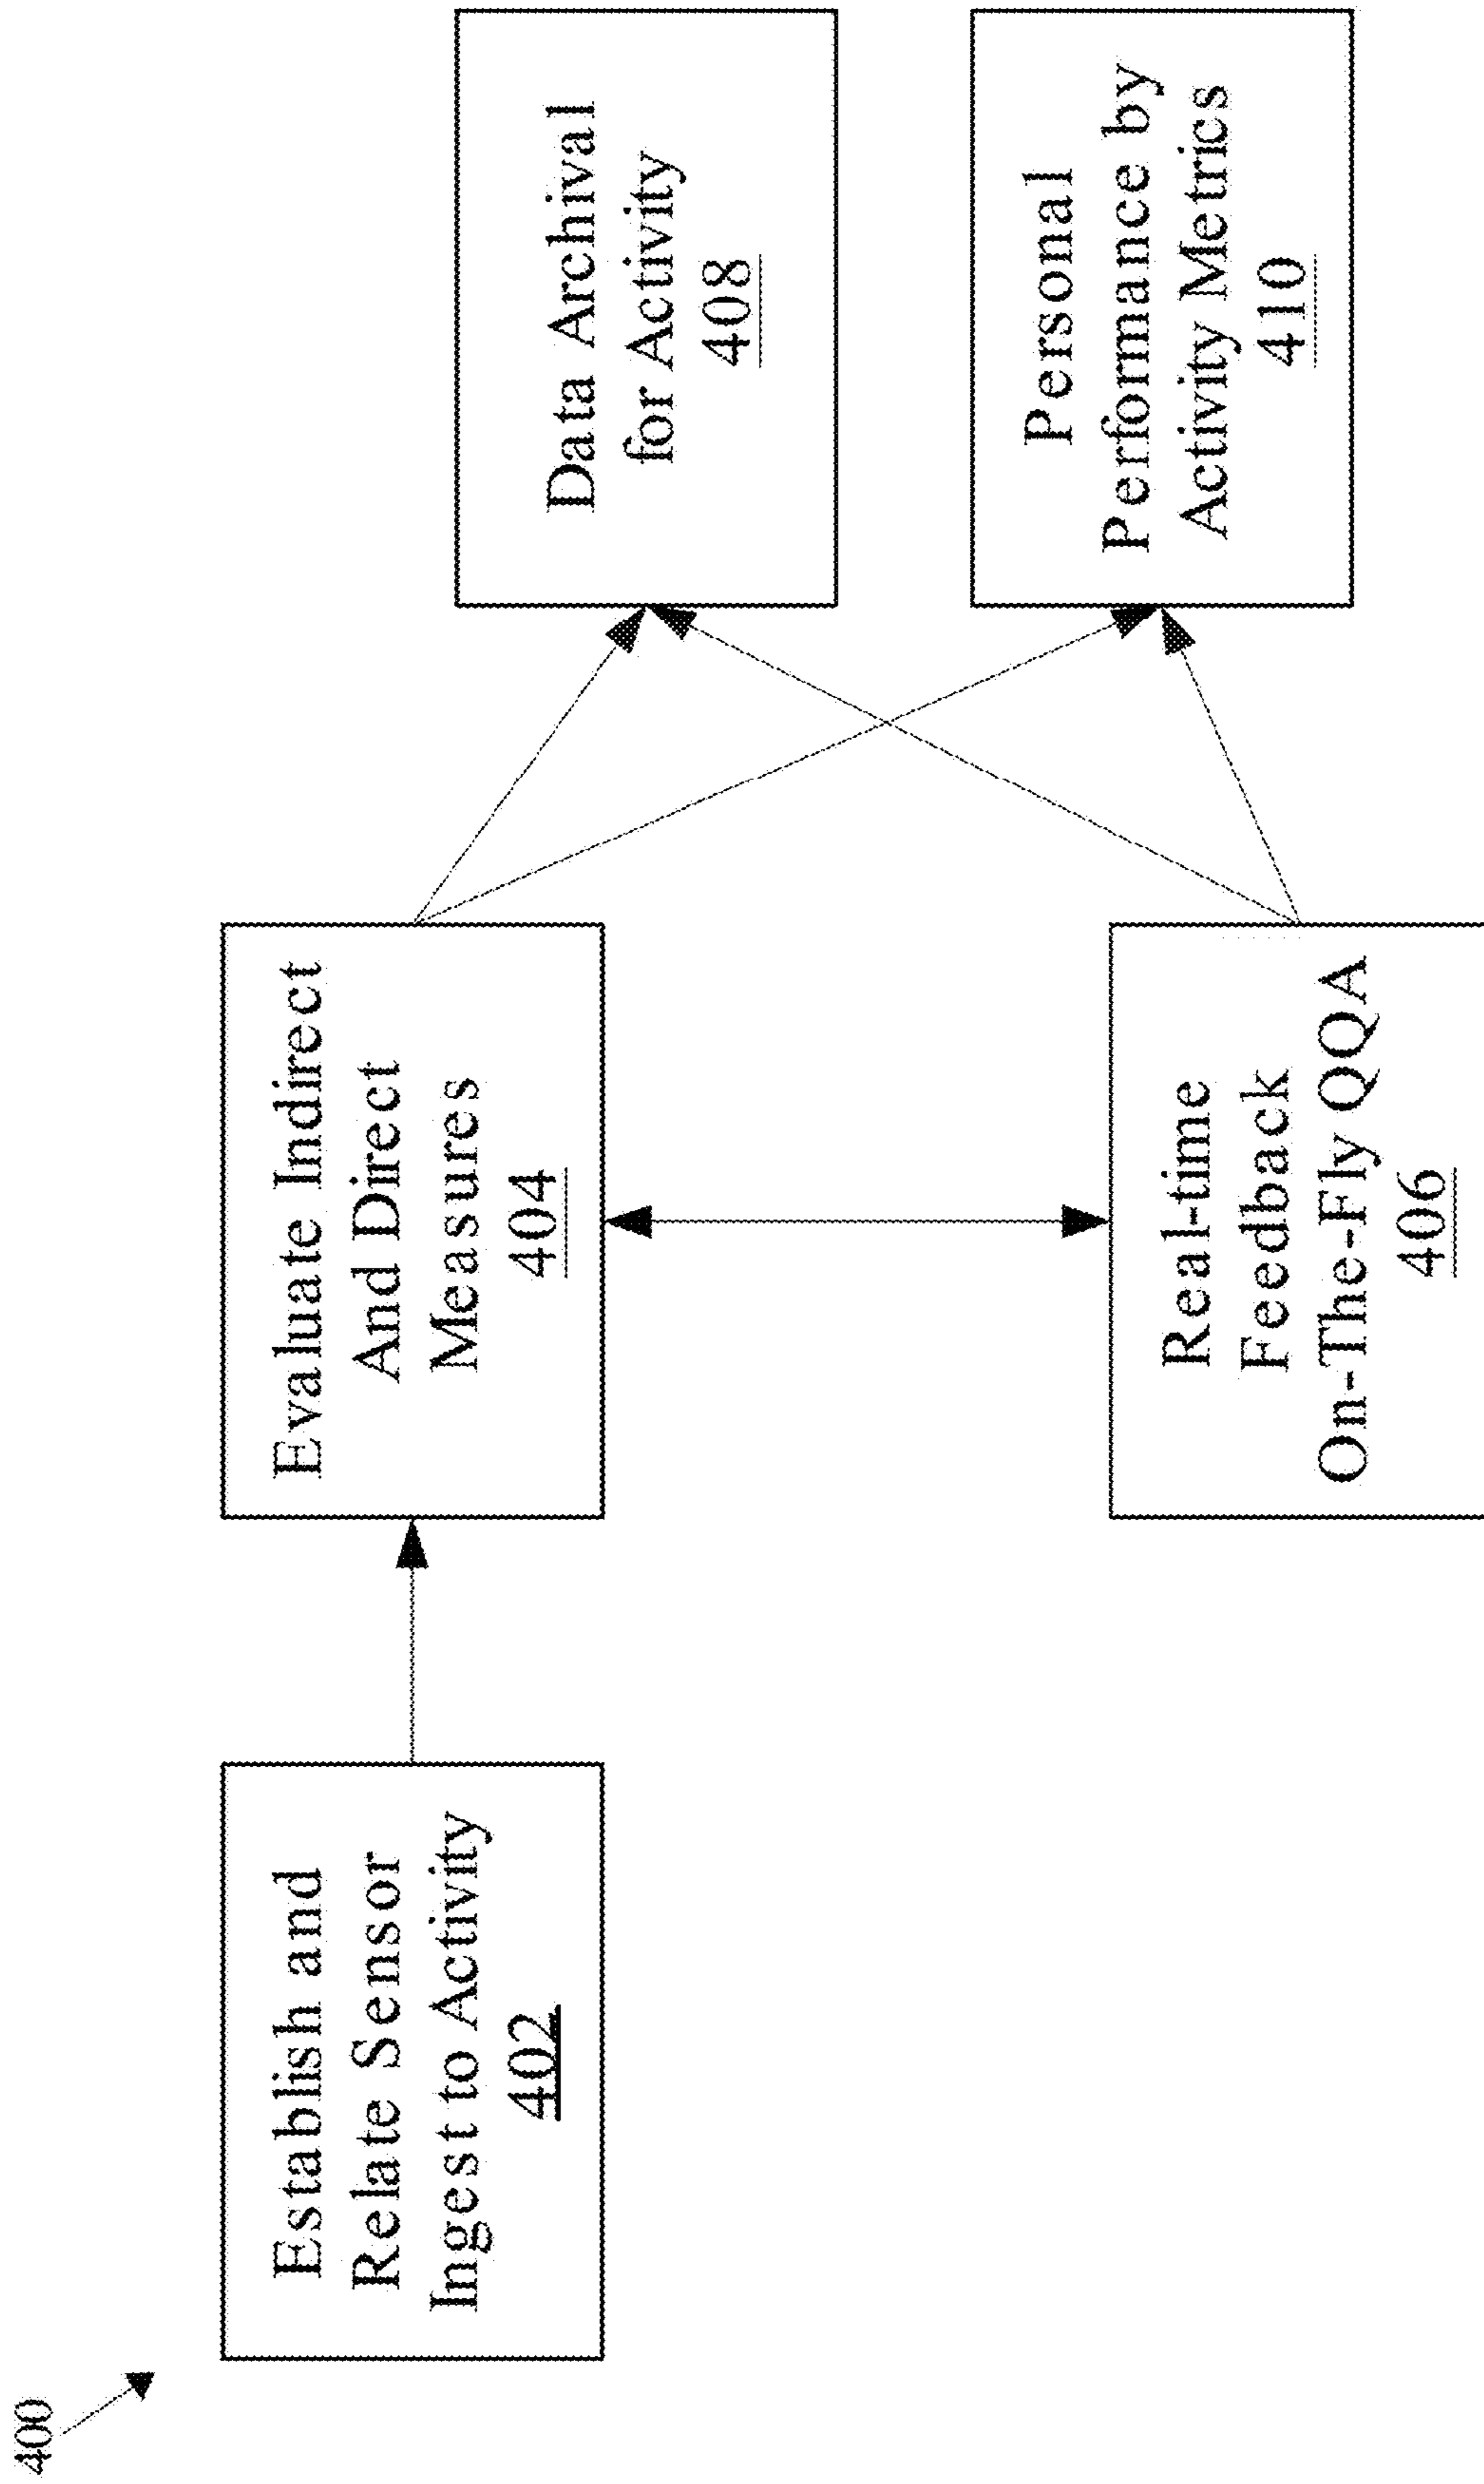 400
Establish and
Relate Sensor
Ingest to Activity
402
Evaluate Indirect
And Direct
Measures
404
Real-time
Feedback
On-The-Fly QQA
406
Data Archival
for Activity
408
Personal
Performance by
Activity Metrics
410